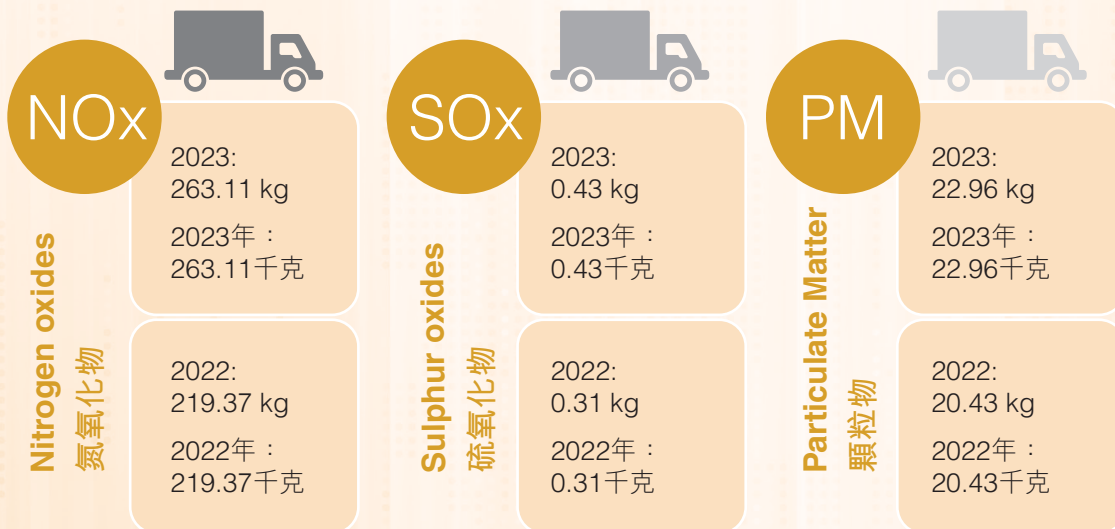 NOx
Nitrogen oxides
氮氧化物
2023:
263.11 kg
2023年：
263.11千克
2022:
219.37 kg
2022年：
219.37千克
SOx
Sulphur oxides
硫氧化物
2023:
0.43 kg
2023年：
0.43千克
2022:
0.31 kg
2022年：
0.31千克
PM
Particulate Matter
顆粒物
2023:
22.96 kg
2023年：
22.96千克
2022:
20.43 kg
2022年：
20.43千克